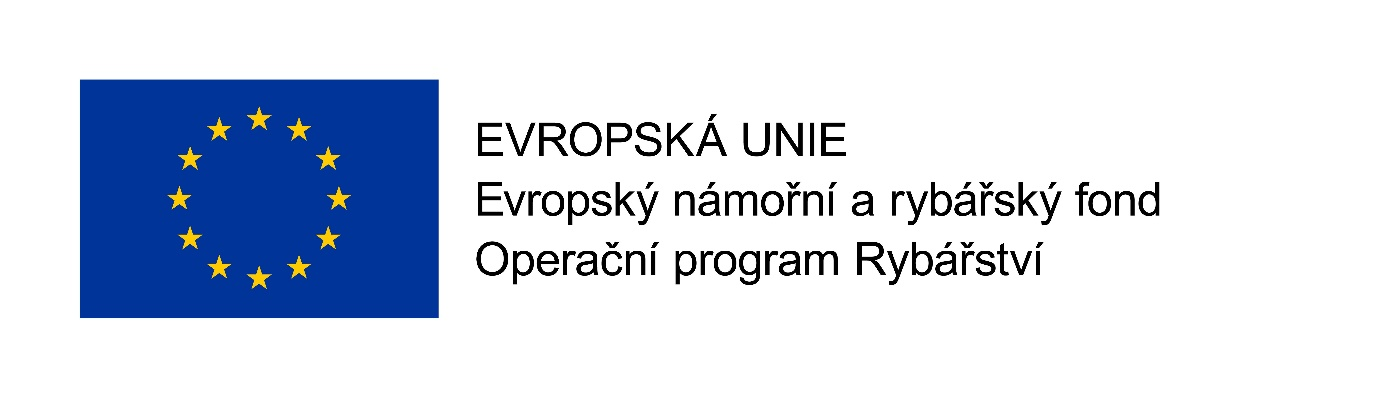 EVROPSKÁ UNIE
Evropský námořní a rybářský fond
Operační program Rybářství